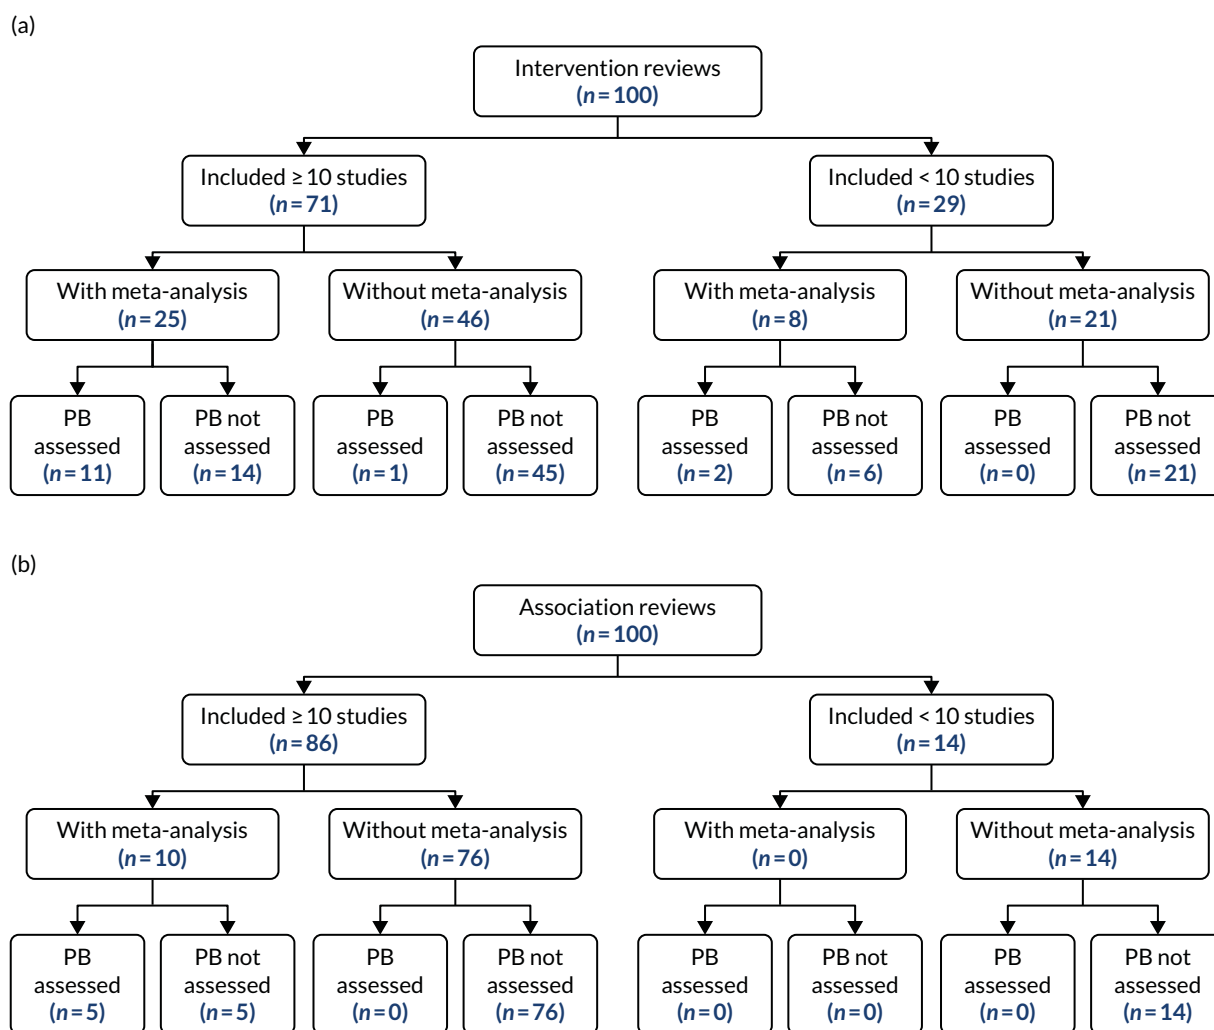 (a)
Intervention reviews
(n=100)
Included ≥ 10 studies
(n=71)
Included < 10 studies
(n=29)
With meta-analysis
(n=25)
Without meta-analysis
(n=46)
With meta-analysis
(n=8)
Without meta-analysis
(n=21)
PB
assessed
(n=11)
PB not
assessed
(n=14)
PB
assessed
(n=1)
PB not
assessed
(n=45)
PB
assessed
(n=2)
PB not
assessed
(n=6)
PB
assessed
(n=0)
PB not
assessed
(n=21)
(b)
Association reviews
(n=100)
Included ≥ 10 studies
(n=86)
Included < 10 studies
(n=14)
With meta-analysis
(n=10)
Without meta-analysis
(n=76)
With meta-analysis
(n=0)
Without meta-analysis
(n=14)
PB
assessed
(n=5)
PB not
assessed
(n=5)
PB
assessed
(n=0)
PB not
assessed
(n=76)
PB
assessed
(n=0)
PB not
assessed
(n=0)
PB
assessed
(n=0)
PB not
assessed
(n=14)